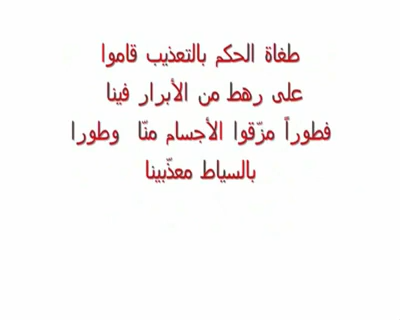 طغاة الحكم بالتعذيب قاموا
على رهط من الأبرار فينا
فطوراً مزّقوا الأجسام منّا وطورا
بالسياط معذّبينا